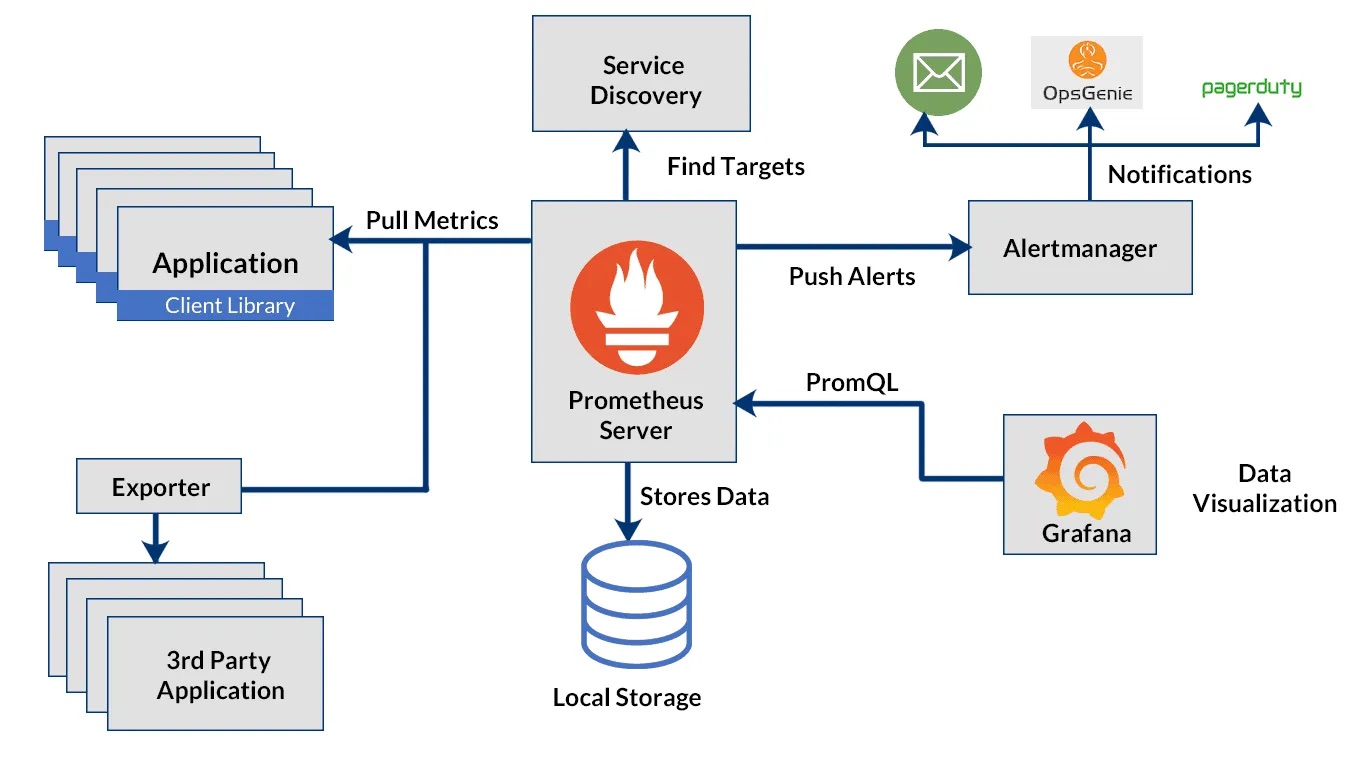 Service
Discovery
OpsGenie
pagerduty
Find Targets
Notifications
Pull Metrics
Application
Client Library
Push Alerts
Alertmanager
Prometheus
Server
PromQL
Exporter
Stores Data
Grafana
Data
Visualization
3rd Party
Application
Local Storage